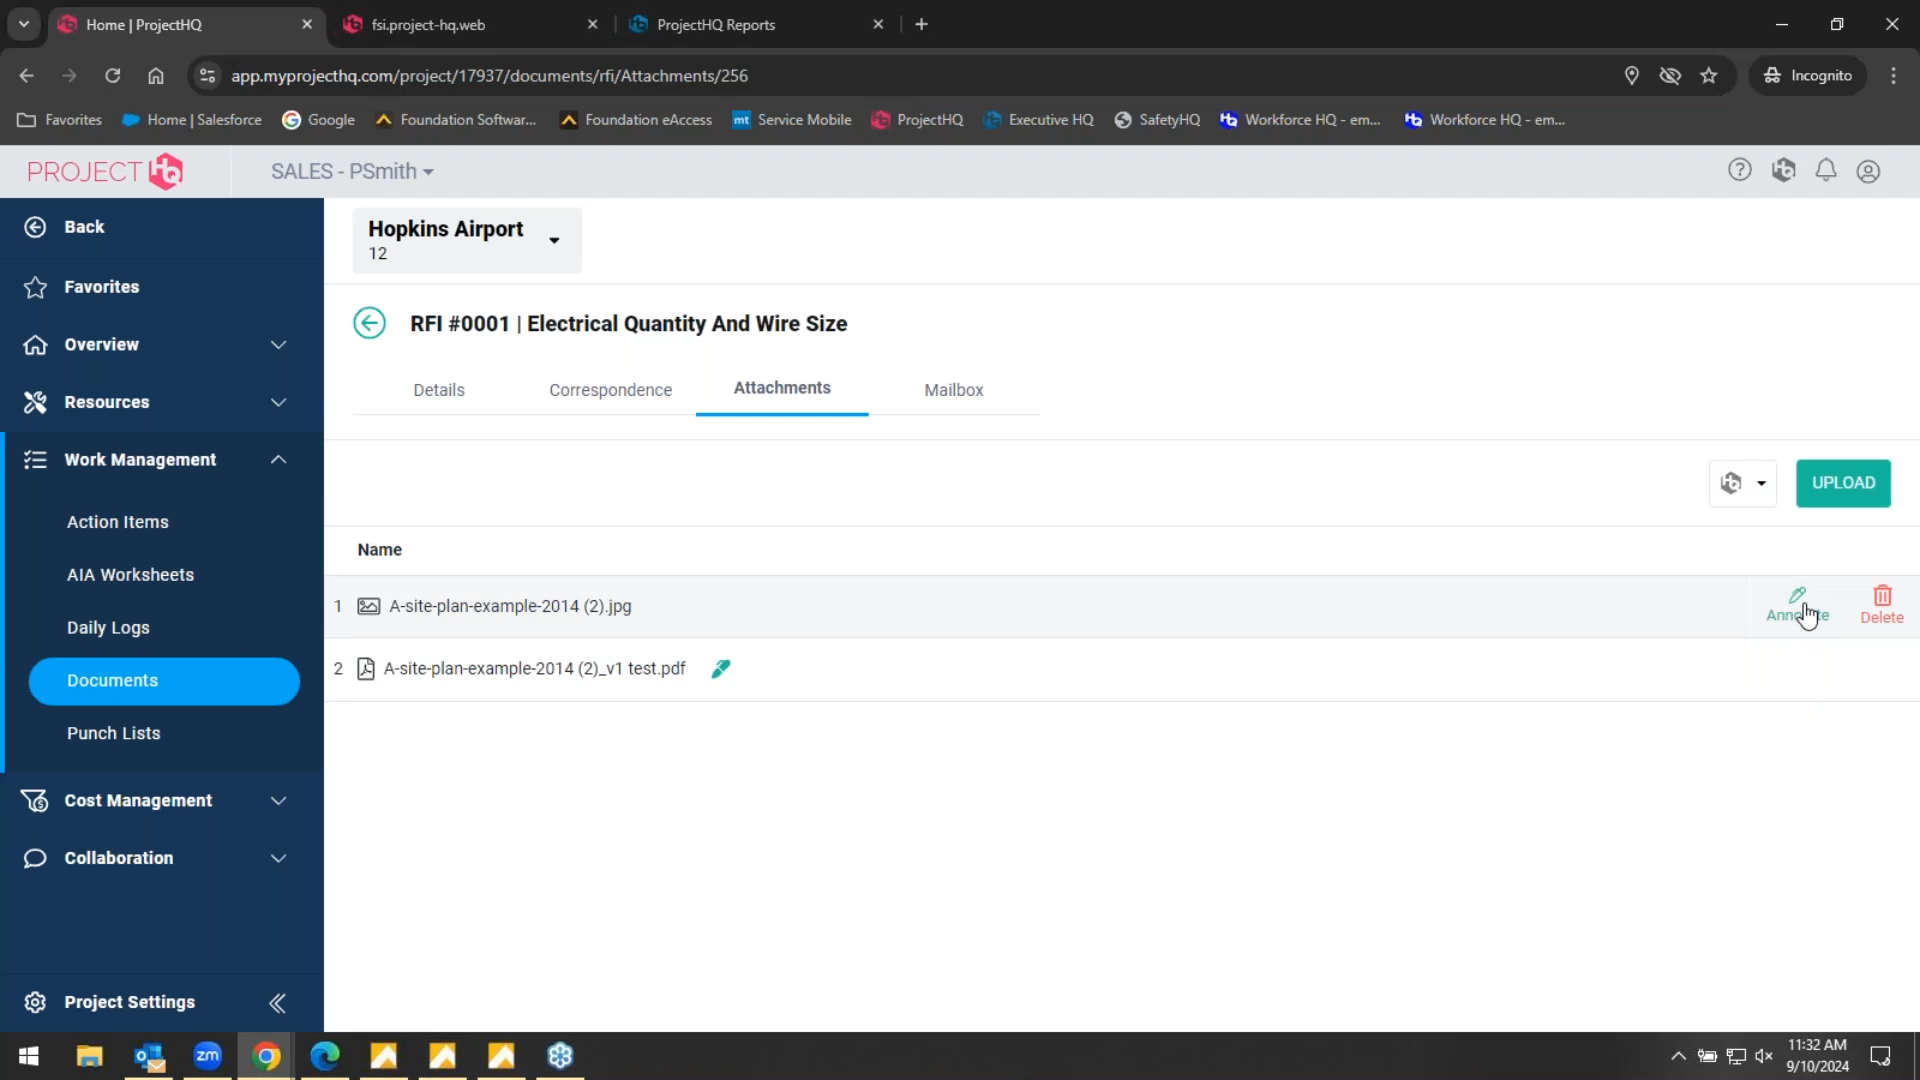 Home | ProjectHQ
fsi.project-hq.web
ProjectHQ Reports
app.myprojecthq.com/project/17937/documents/rfi/Attachments/256
Incognito
Favorites
Home | Salesforce
Google
Foundation Softwar...
Foundation eAccess
mt Service Mobile
ProjectHQ
Executive HQ
SafetyHQ
Workforce HQ - em...
Workforce HQ - em...
PROJECT HQ
SALES - PSmith
Back
Favorites
Overview
Resources
Work Management
Action Items
AIA Worksheets
Daily Logs
Documents
Punch Lists
Cost Management
Collaboration
Project Settings
Hopkins Airport
12
RFI #0001 | Electrical Quantity And Wire Size
Details
Correspondence
Attachments
Mailbox
UPLOAD
Name
1 A-site-plan-example-2014 (2).jpg
Delete
2 A-site-plan-example-2014 (2)_v1 test.pdf
zm
11:32 AM
9/10/2024